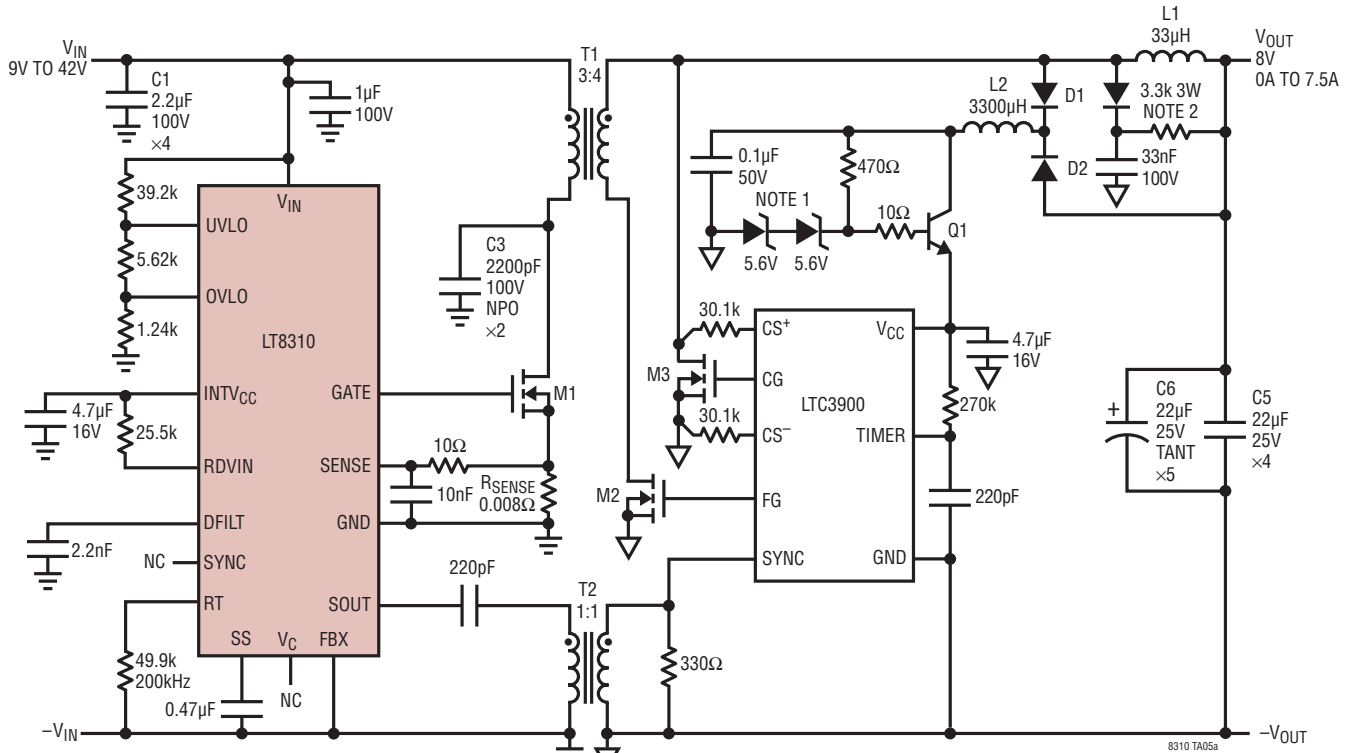 VIN
9V TO 42V
C1
2.2µF
100V
×4
1µF
100V
T1
3:4
L1
33µH
VOUT
8V
0A TO 7.5A
L2
3300µH
D1
3.3k 3W
NOTE 2
D2
33nF
100V
0.1µF
50V
470Ω
NOTE 1
5.6V
5.6V
10Ω
Q1
39.2k
5.62k
1.24k
VIN
UVLO
OVLO
LT8310
INTVCC
RDVIN
DFILT
SYNC
RT
SS
VC
FBX
GATE
SENSE
GND
SOUT
4.7µF
16V
25.5k
2.2nF
NC
49.9k
200kHz
0.47µF
NC
C3
2200pF
100V
NPO
×2
M1
10Ω
10nF
RSENSE
0.008Ω
220pF
T2
1:1
330Ω
30.1k
M3
30.1k
M2
CS+
CG
CS–
FG
SYNC
LTC3900
VCC
TIMER
GND
4.7µF
16V
270k
220pF
+
C6
22µF
25V
TANT
×5
C5
22µF
25V
×4
–VIN
–VOUT
8310 TA05a